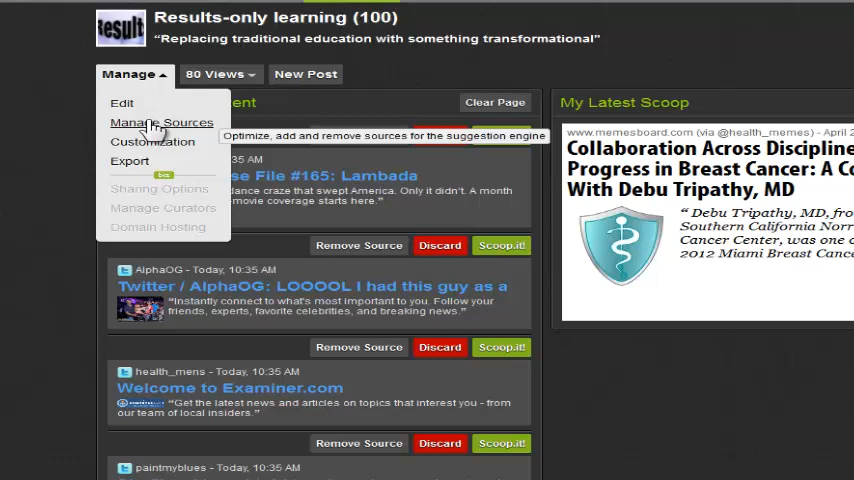 Result
Results-only learning (100)
“Replacing traditional education with something transformational”
Manage
80 Views
New Post
Edit
Manage Sources
Customization
Export
biz
Sharing Options
Manage Curators
Domain Hosting
ent
Clear Page
Optimize, add and remove sources for the suggestion engine
:35 AM
se File #165: Lambada
dance craze that swept America. Only it didn't. A month
-movie coverage starts here.”
Remove Source
Discard
Scoop.it!
AlphaOG - Today, 10:35 AM
Twitter / AlphaOG: LOOOOL I had this guy as a
“Instantly connect to what's most important to you. Follow your
friends, experts, favorite celebrities, and breaking news.”
Remove Source
Discard
Scoop.it!
health_mens - Today, 10:35 AM
Welcome to Examiner.com
“Get the latest news and articles on topics that interest you - from
our team of local insiders.”
Remove Source
Discard
Scoop.it!
paintmyblues - Today, 10:35 AM
My Latest Scoop
www.memesboard.com (via @health_memes) - April 2
Collaboration Across Discipline
Progress in Breast Cancer: A Co
With Debu Tripathy, MD
“ Debu Tripathy, MD, fro
Southern California Norr
Cancer Center, was one o
2012 Miami Breast Cance